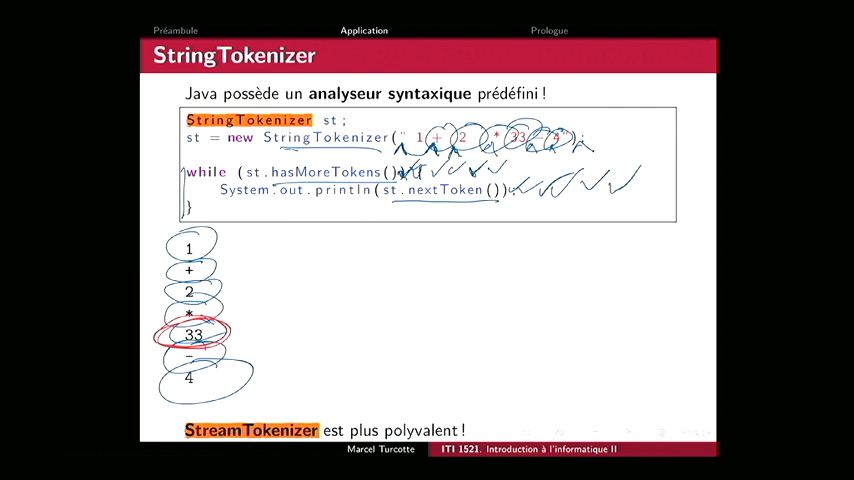 Préambule Application Prologue
StringTokenizer
Java possède un analyseur syntaxique prédéfini !
StringTokenizer st;
st = new StringTokenizer(" 1 + 2 * 33 - 4");
while (st.hasMoreTokens()) {
System.out.println(st.nextToken());
}
1
+
2
*
33
-
4
StreamTokenizer est plus polyvalent !
Marcel Turcotte ITI 1521. Introduction à l'informatique II